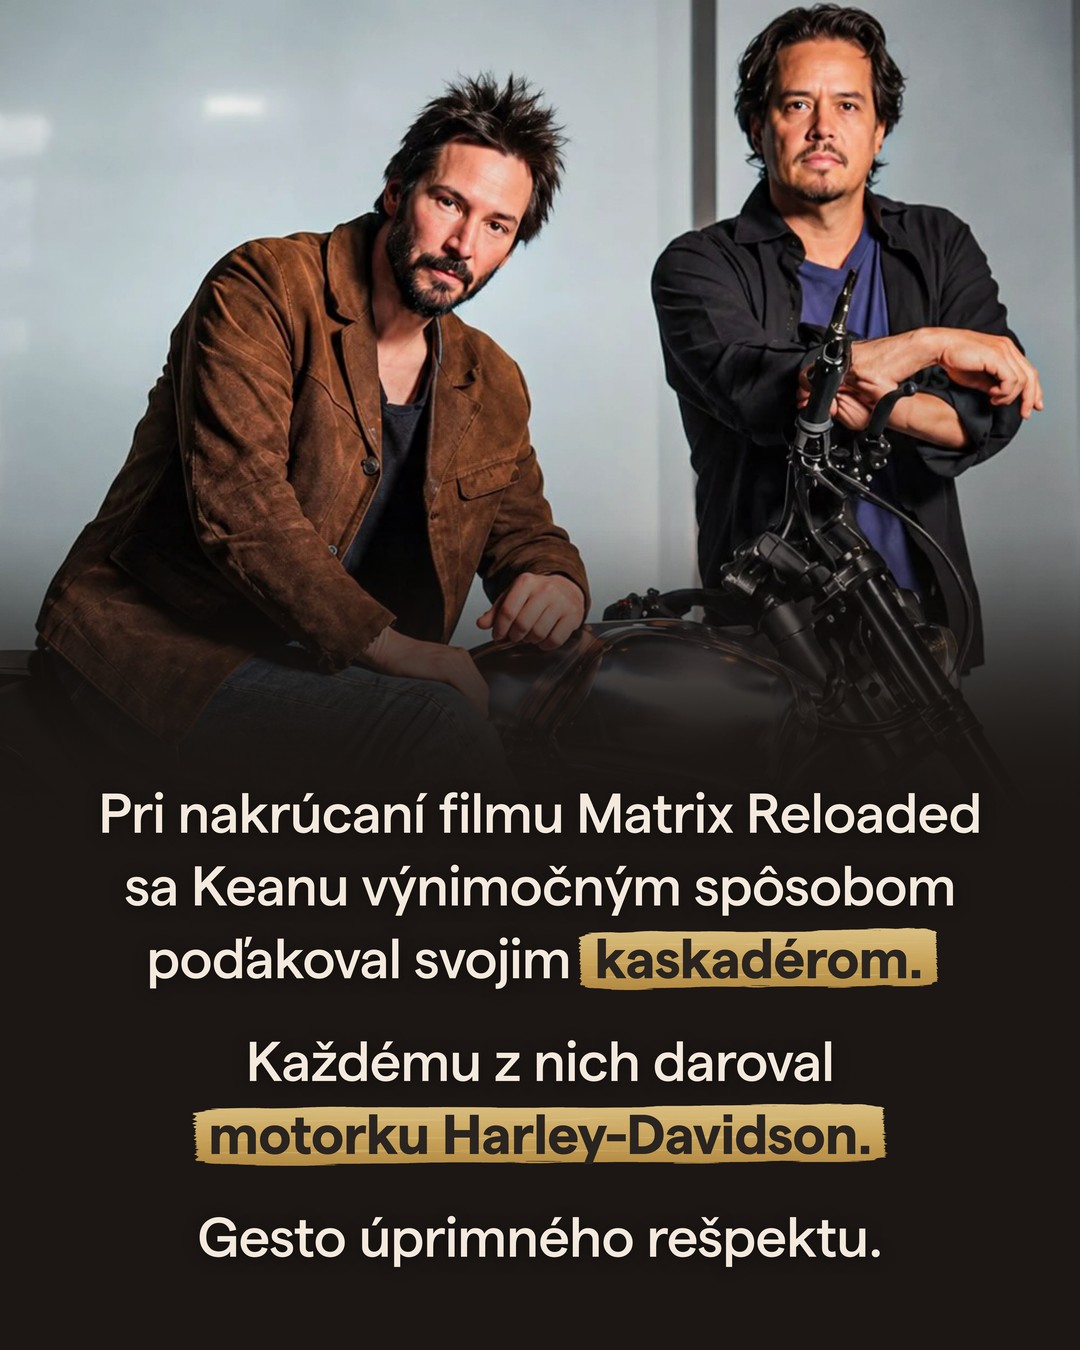 Pri nakrúcaní filmu Matrix Reloaded
sa Keanu výnimočným spôsobom
poďakoval svojim kaskadérom.
Každému z nich daroval
motorku Harley-Davidson.
Gesto úprimného rešpektu.